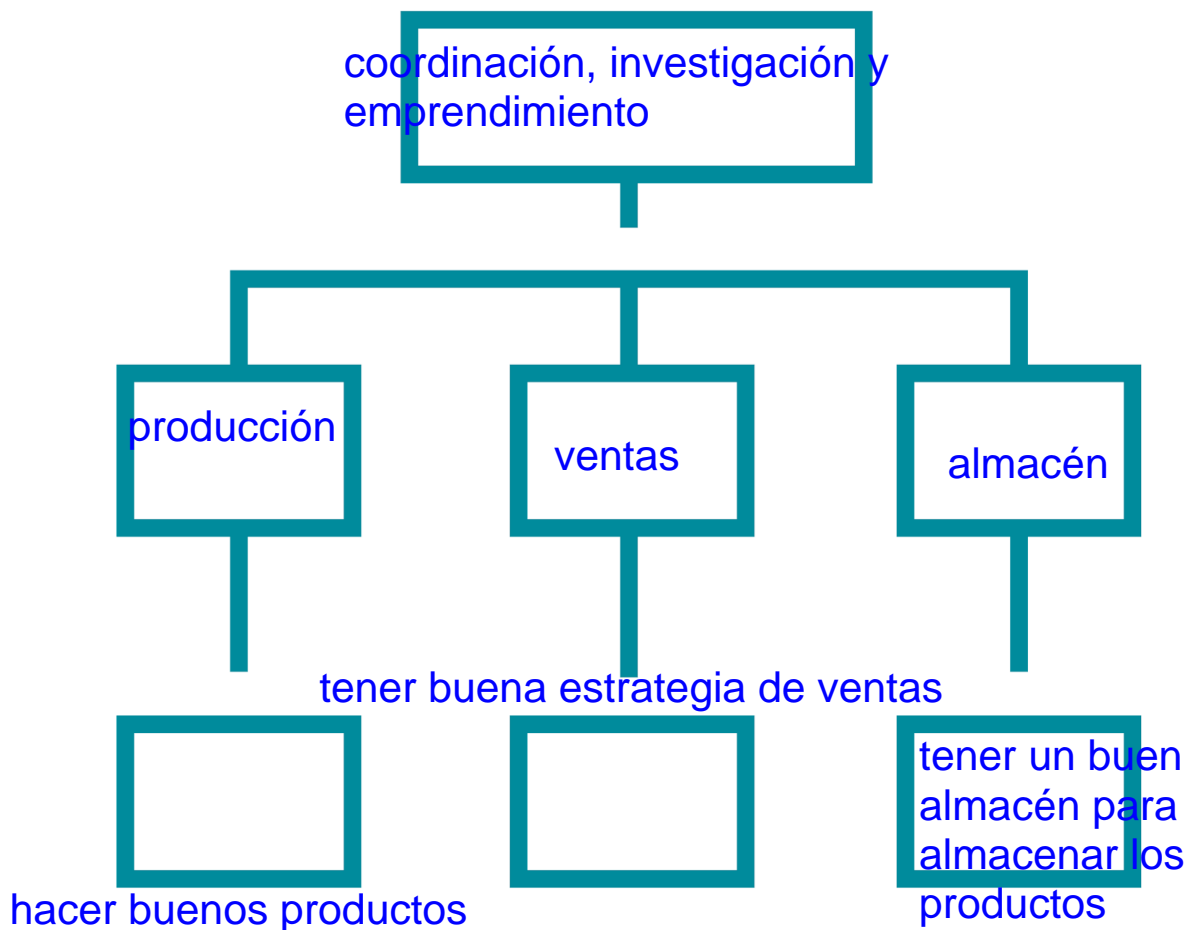 coordinación, investigación y
emprendimiento
producción
ventas
almacén
tener buena estrategia de ventas
tener un buen
almacén para
almacenar los
productos
hacer buenos productos